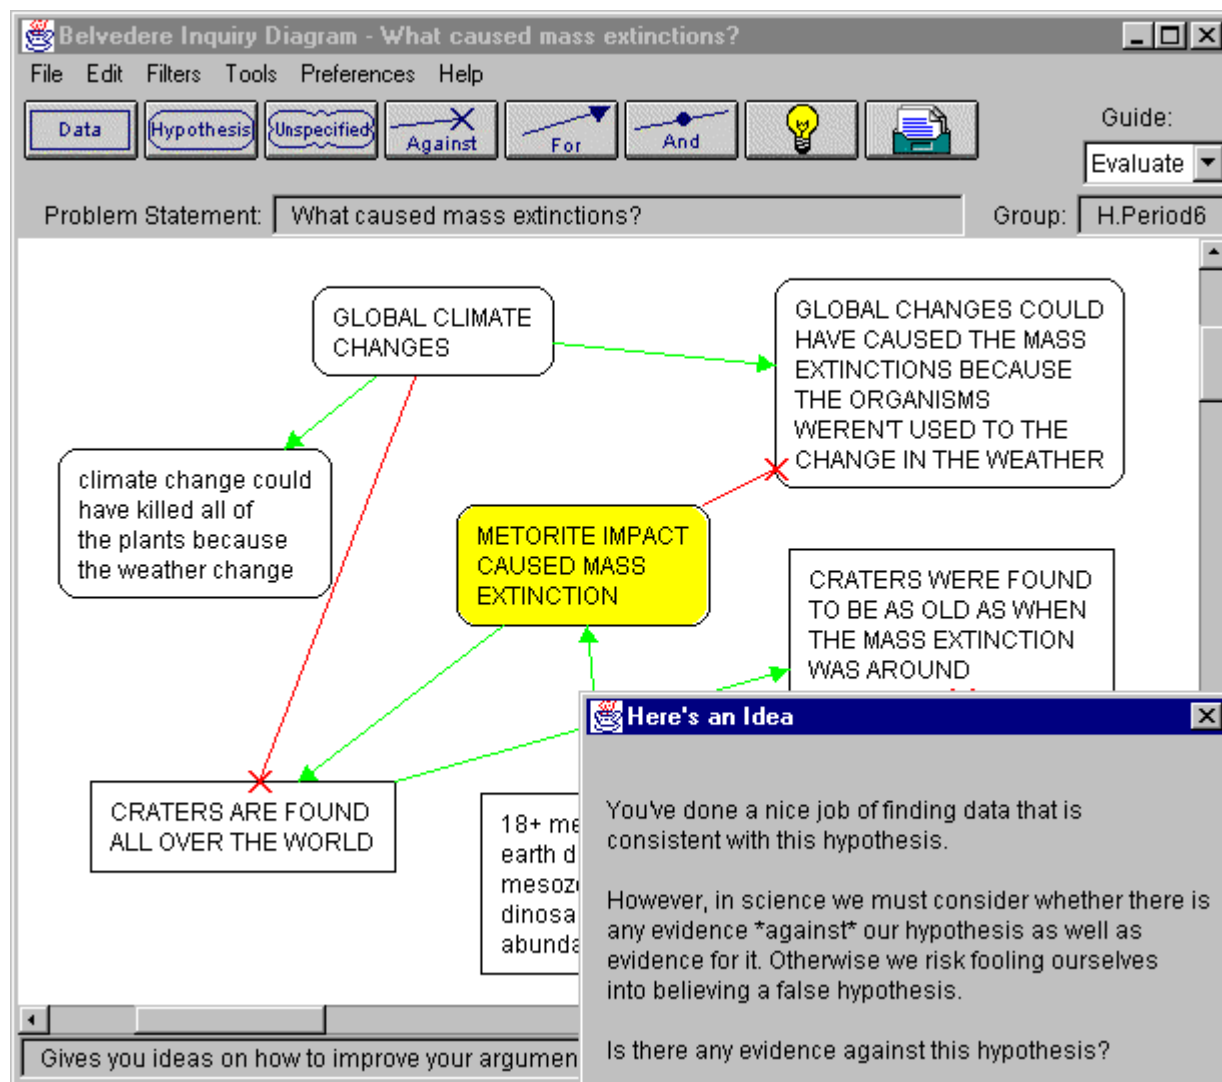 Belvedere Inquiry Diagram - What caused mass extinctions?
File Edit Filters Tools Preferences Help
Data Hypothesis Unspecified Against For And
Guide:
Evaluate
Problem Statement: What caused mass extinctions?
Group: H.Period6
GLOBAL CLIMATE
CHANGES
GLOBAL CHANGES COULD
HAVE CAUSED THE MASS
EXTINCTIONS BECAUSE
THE ORGANISMS
WEREN'T USED TO THE
CHANGE IN THE WEATHER
climate change could
have killed all of
the plants because
the weather change
METORITE IMPACT
CAUSED MASS
EXTINCTION
CRATERS WERE FOUND
TO BE AS OLD AS WHEN
THE MASS EXTINCTION
WAS AROUND
CRATERS ARE FOUND
ALL OVER THE WORLD
18+ me
earth d
mesozo
dinosa
abunda
Here's an Idea
You've done a nice job of finding data that is
consistent with this hypothesis.
However, in science we must consider whether there is
any evidence *against* our hypothesis as well as
evidence for it. Otherwise we risk fooling ourselves
into believing a false hypothesis.
Is there any evidence against this hypothesis?
Gives you ideas on how to improve your argumen